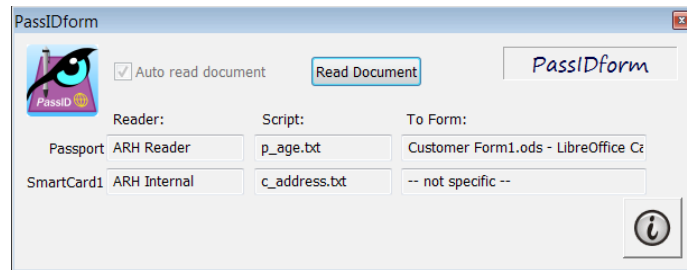 PassIDform
PassID
Auto read document
Read Document
PassIDform
Reader: Script: To Form:
Passport ARH Reader p_age.txt Customer Form1.ods - LibreOffice Ca
SmartCard1 ARH Internal c_address.txt -- not specific --